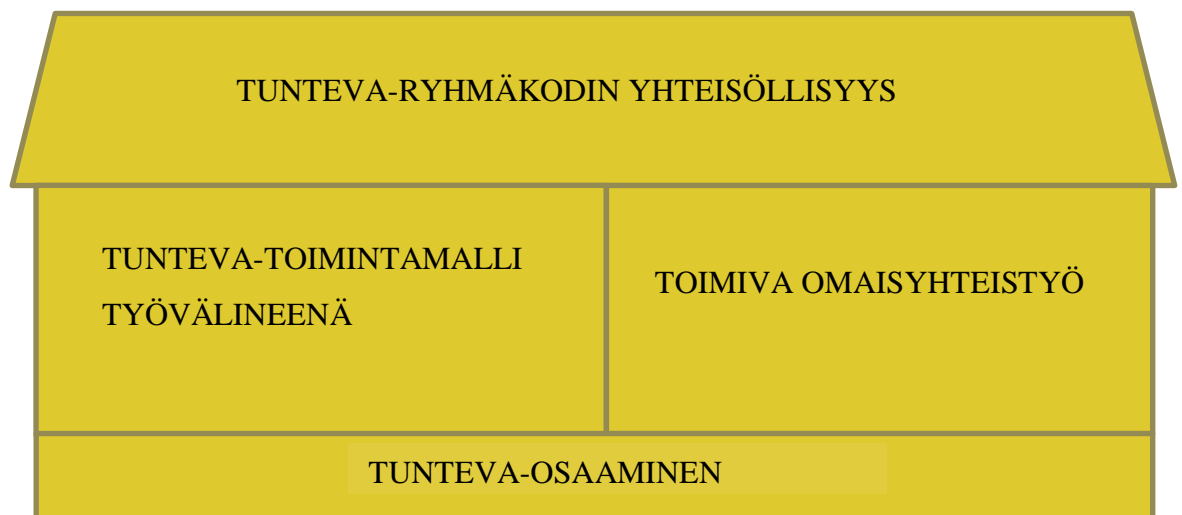 TUNTEVA-RYHMÄKODIN YHTEISÖLLISYYS
TUNTEVA-TOIMINTAMALLI
TYÖVÄLINEENÄ
TOIMIVA OMAISYHTEISTYÖ
TUNTEVA-OSAAMINEN